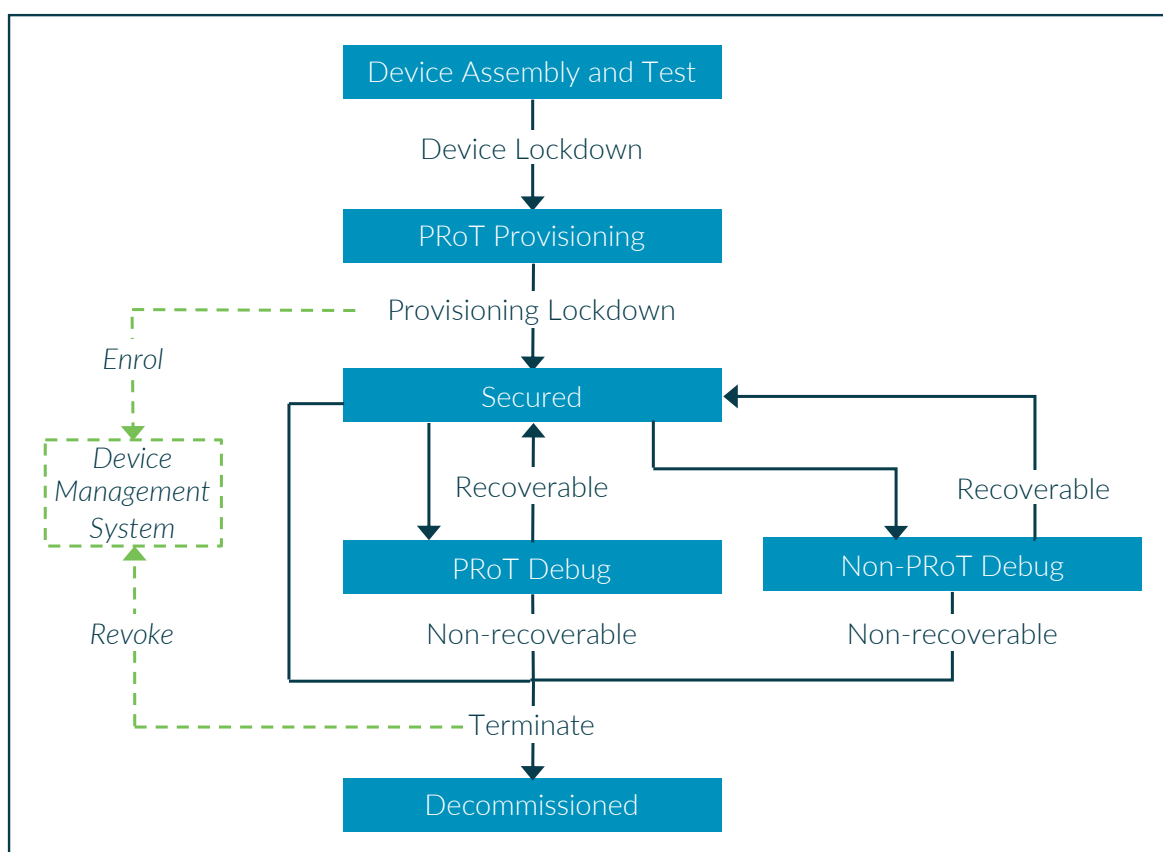 Device Assembly and Test
Device Lockdown
PRoT Provisioning
Provisioning Lockdown
Enrol
Secured
Device
Management
System
Recoverable
Recoverable
PRoT Debug
Non-PRoT Debug
Revoke
Non-recoverable
Non-recoverable
Terminate
Decommissioned